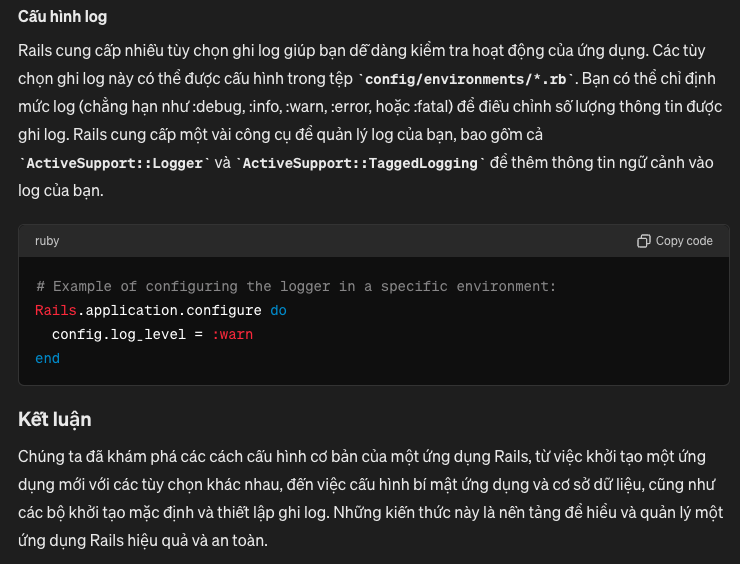 Cấu hình log
Rails cung cấp nhiều tùy chọn ghi log giúp bạn dễ dàng kiểm tra hoạt động của ứng dụng. Các tùy
chọn ghi log này có thể được cấu hình trong tệp `config/environments/*.rb`. Bạn có thể chỉ định
mức log (chẳng hạn như :debug, :info, :warn, :error, hoặc :fatal) để điều chỉnh số lượng thông tin được
ghi log. Rails cung cấp một vài công cụ để quản lý log của bạn, bao gồm cả
`ActiveSupport::Logger` và `ActiveSupport::TaggedLogging` để thêm thông tin ngữ cảnh vào
log của bạn.
ruby Copy code
# Example of configuring the logger in a specific environment:
Rails.application.configure do
  config.log_level = :warn
end
Kết luận
Chúng ta đã khám phá các cách cấu hình cơ bản của một ứng dụng Rails, từ việc khởi tạo một ứng
dụng mới với các tùy chọn khác nhau, đến việc cấu hình bí mật ứng dụng và cơ sở dữ liệu, cũng như
các bộ khởi tạo mặc định và thiết lập ghi log. Những kiến thức này là nền tảng để hiểu và quản lý một
ứng dụng Rails hiệu quả và an toàn.